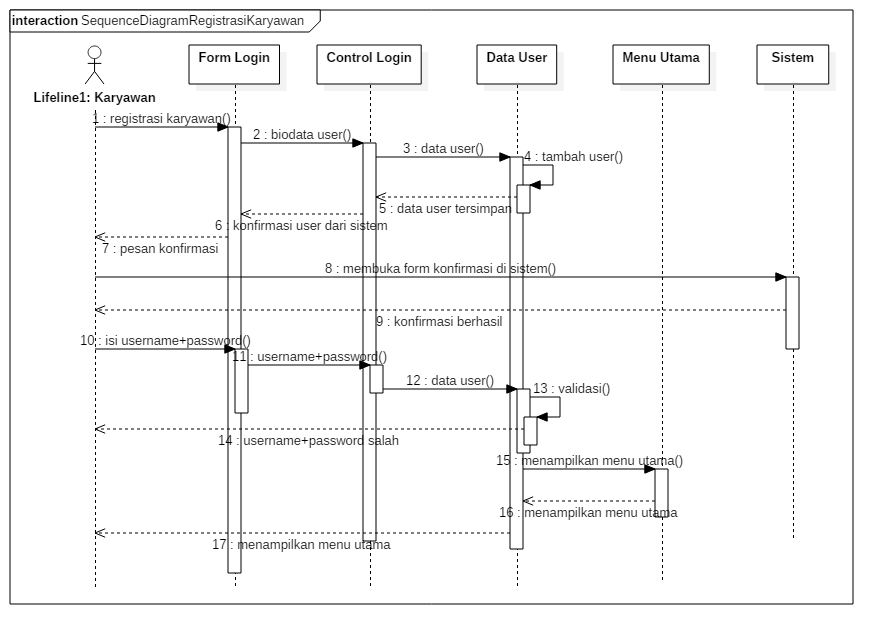 interaction SequenceDiagramRegistrasiKaryawan
Form Login
Control Login
Data User
Menu Utama
Sistem
Lifeline1: Karyawan
1 : registrasi karyawan()
2 : biodata user()
3 : data user()
4 : tambah user()
5 : data user tersimpan
6 : konfirmasi user dari sistem
7 : pesan konfirmasi
8 : membuka form konfirmasi di sistem()
9 : konfirmasi berhasil
10 : isi username+password()
11 : username+password()
12 : data user()
13 : validasi()
14 : username+password salah
15 : menampilkan menu utama()
16 : menampilkan menu utama
17 : menampilkan menu utama